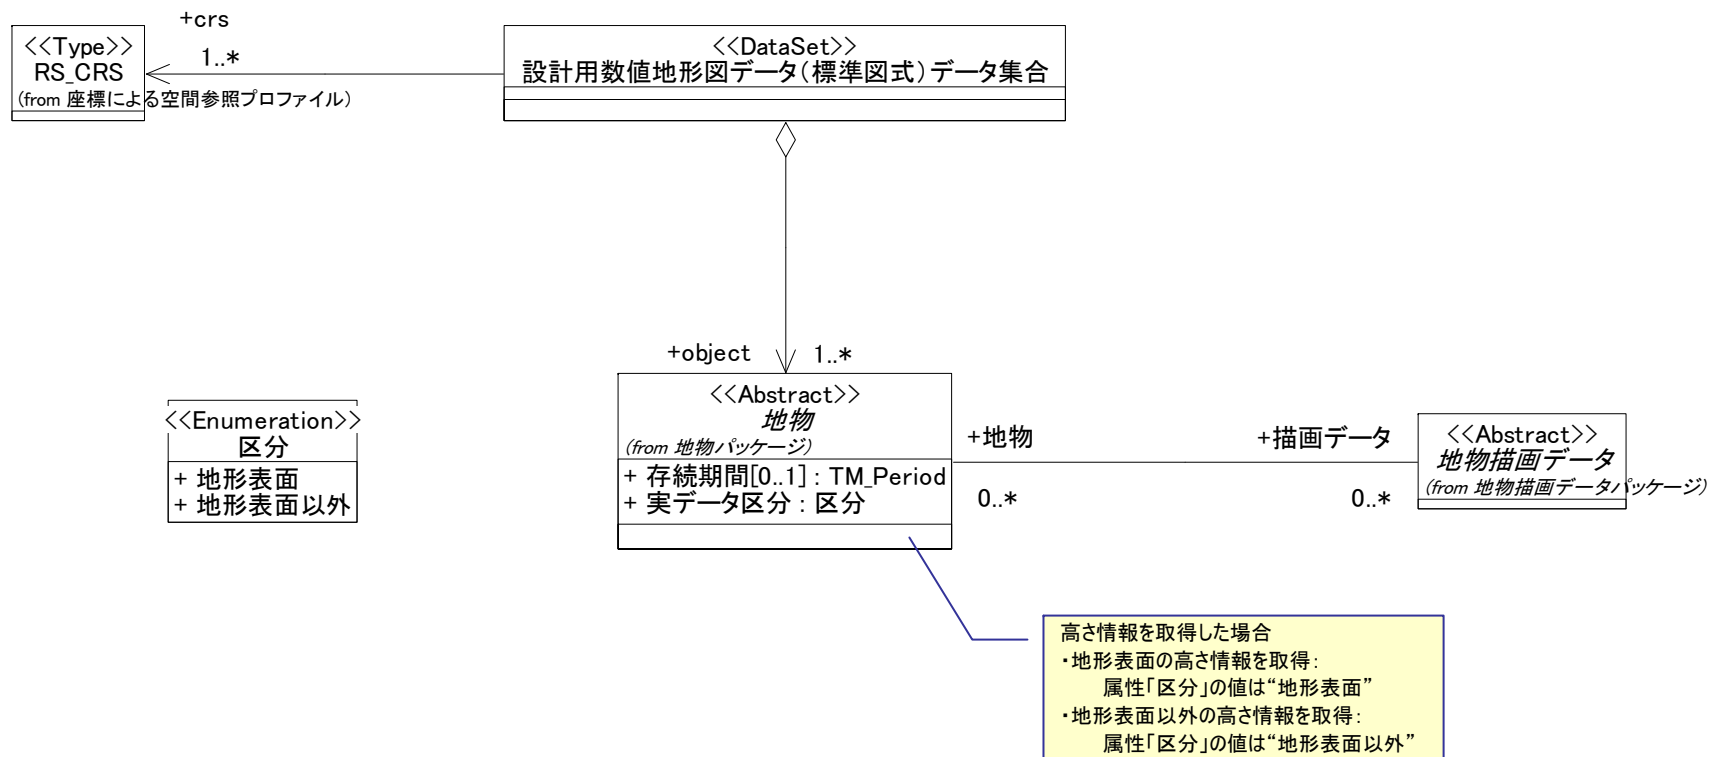 +crs
1..*
<<Type>>
RS_CRS
(from 座標による空間参照プロファイル)
<<DataSet>>
設計用数値地形図データ(標準図式)データ集合
+object
1..*
<<Enumeration>>
区分
+ 地形表面
+ 地形表面以外
<<Abstract>>
地物
(from 地物パッケージ)
+ 存続期間[0..1] : TM_Period
+ 実データ区分 : 区分
+地物
0..*
+描画データ
0..*
<<Abstract>>
地物描画データ
(from 地物描画データパッケージ)
高さ情報を取得した場合
・地形表面の高さ情報を取得:
属性「区分」の値は“地形表面”
・地形表面以外の高さ情報を取得:
属性「区分」の値は“地形表面以外”